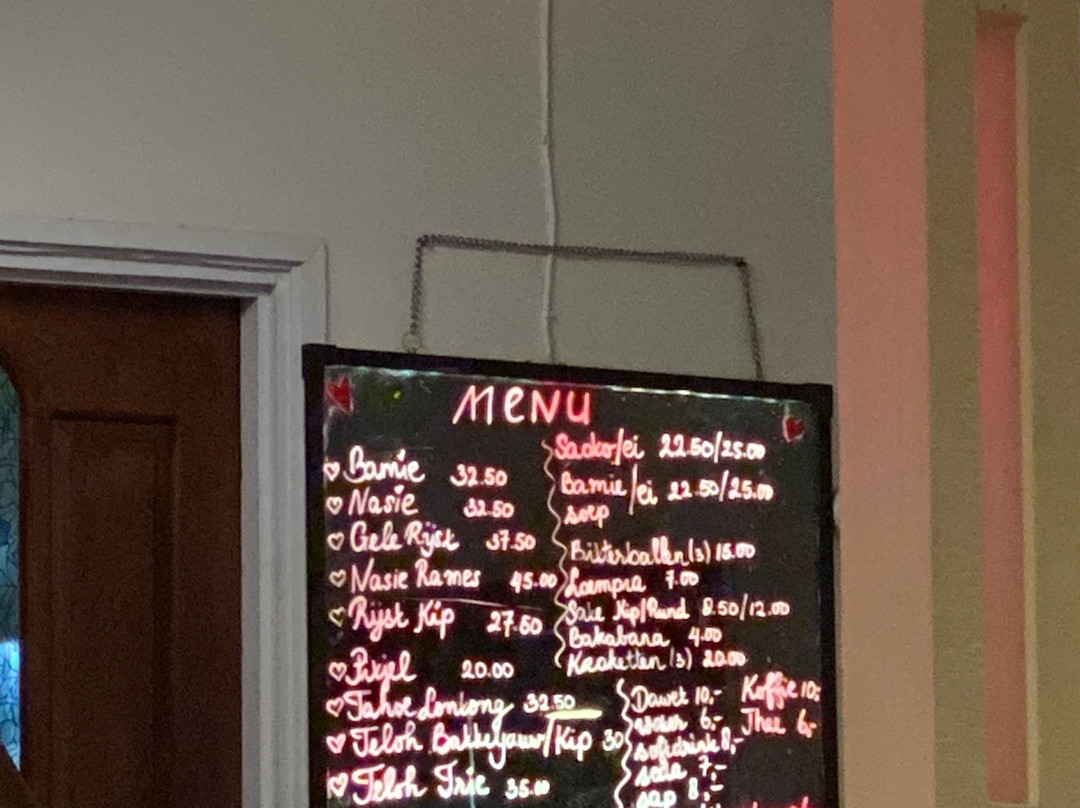 MENU
Bamie 32.50
Nasie 32.50
Gele Rijst 37.50
Nasie Rames 45.00
Rijst Kip 27.50
20.00
Tahoe Lontong 32.50
Teloh Bakkeljauw/Kip 30
Teloh Trie 35.00
Saoto/ei 22.50/25.00
Bamie/ei 22.50/25.00
soep
Bitterballen (3) 15.00
Loempia 7.00
Sate Kip/Rund 8.50/12.00
Bakabana 4.00
Kroketten (3) 20.00
Dawet 10,-
water 6,-
softdrink 8,-
soda 7,-
sap 8,-
Koffie 10,-
Thee 6,-